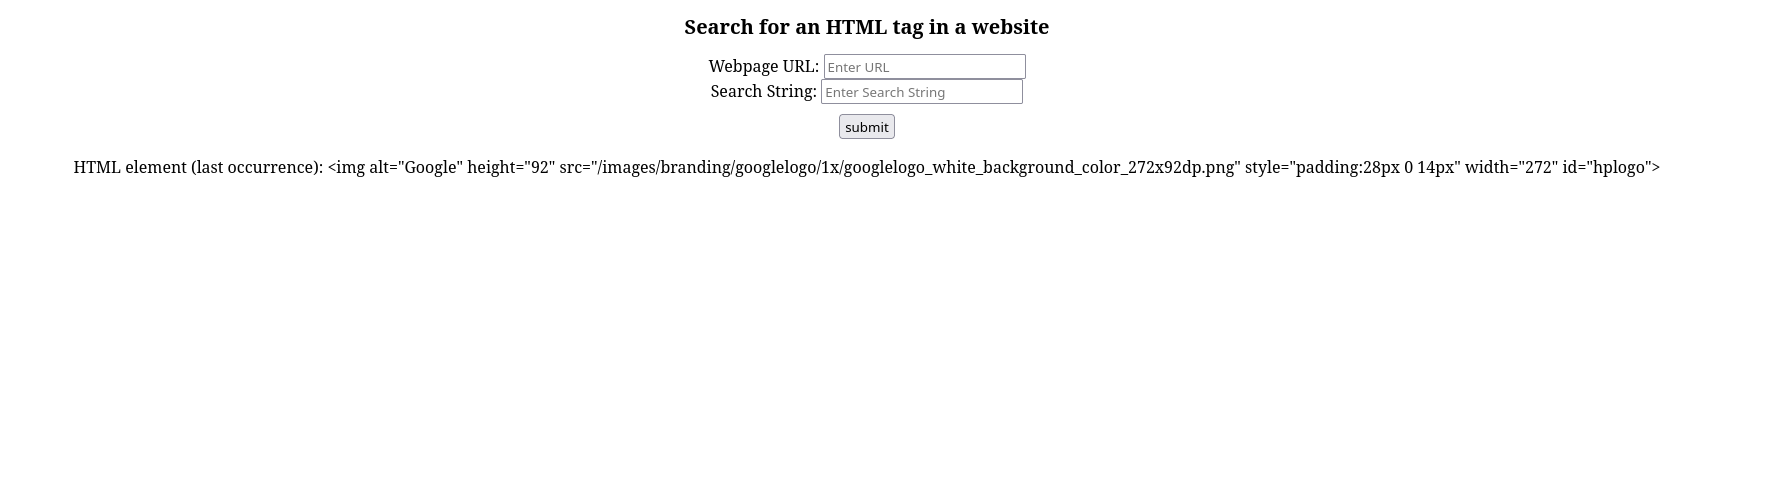 Search for an HTML tag in a website
Webpage URL: Enter URL
Search String: Enter Search String
submit
HTML element (last occurrence): <img alt="Google" height="92" src="/images/branding/googlelogo/1x/googlelogo_white_background_color_272x92dp.png" style="padding:28px 0 14px" width="272" id="hplogo">